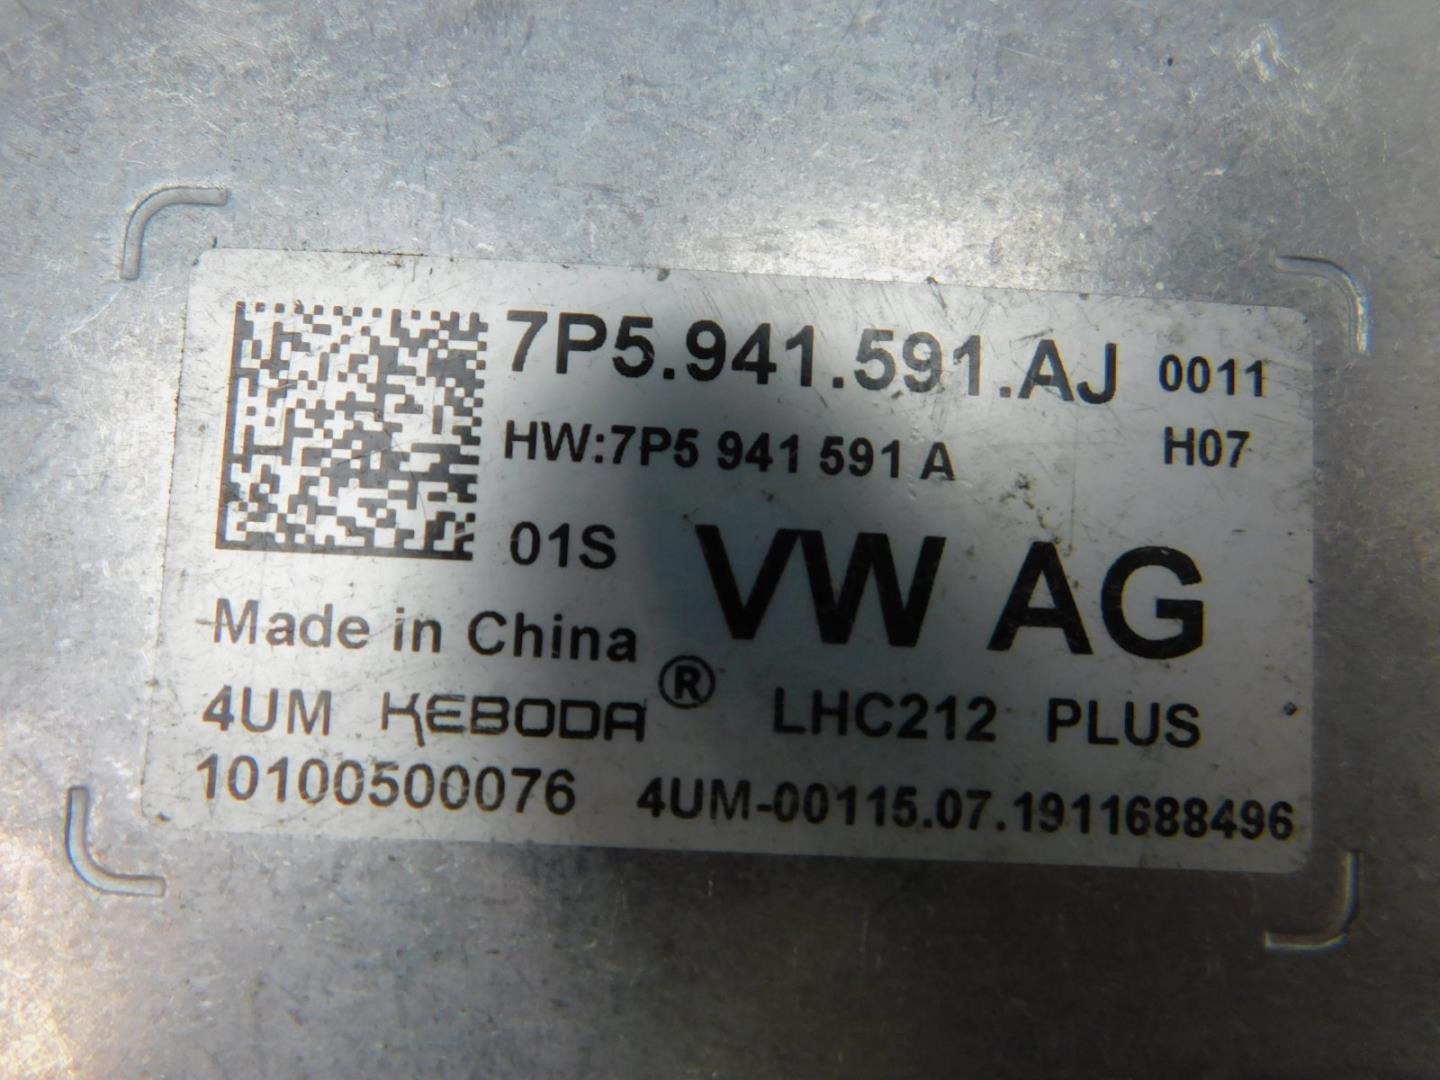 7P5.941.591.AJ 0011
HW:7P5 941 591 A H07
01S VW AG
Made in China
4UM KEBODA® LHC212 PLUS
10100500076 4UM-00115.07.1911688496